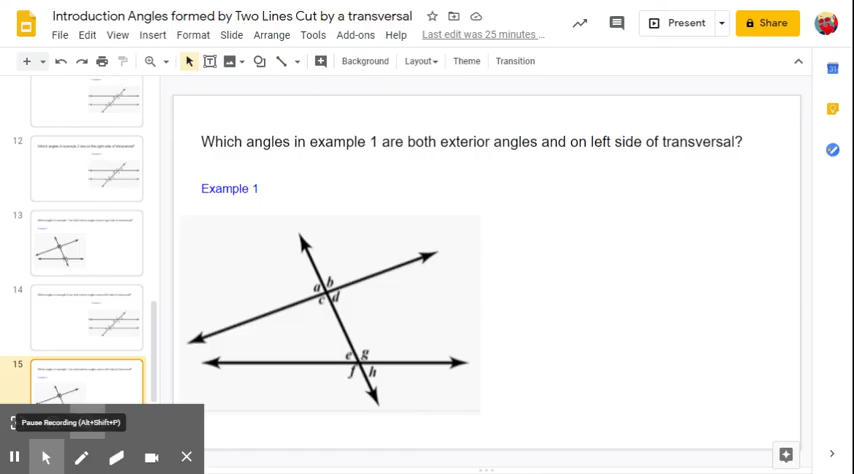 Introduction Angles formed by Two Lines Cut by a transversal
File Edit View Insert Format Slide Arrange Tools Add-ons Help Last edit was 25 minutes ...
Present
Share
Background Layout Theme Transition
12
13
14
15
Which angles in example 1 are both exterior angles and on left side of transversal?
Example 1
a b
c d
e g
f h
Pause Recording (Alt+Shift+P)
31